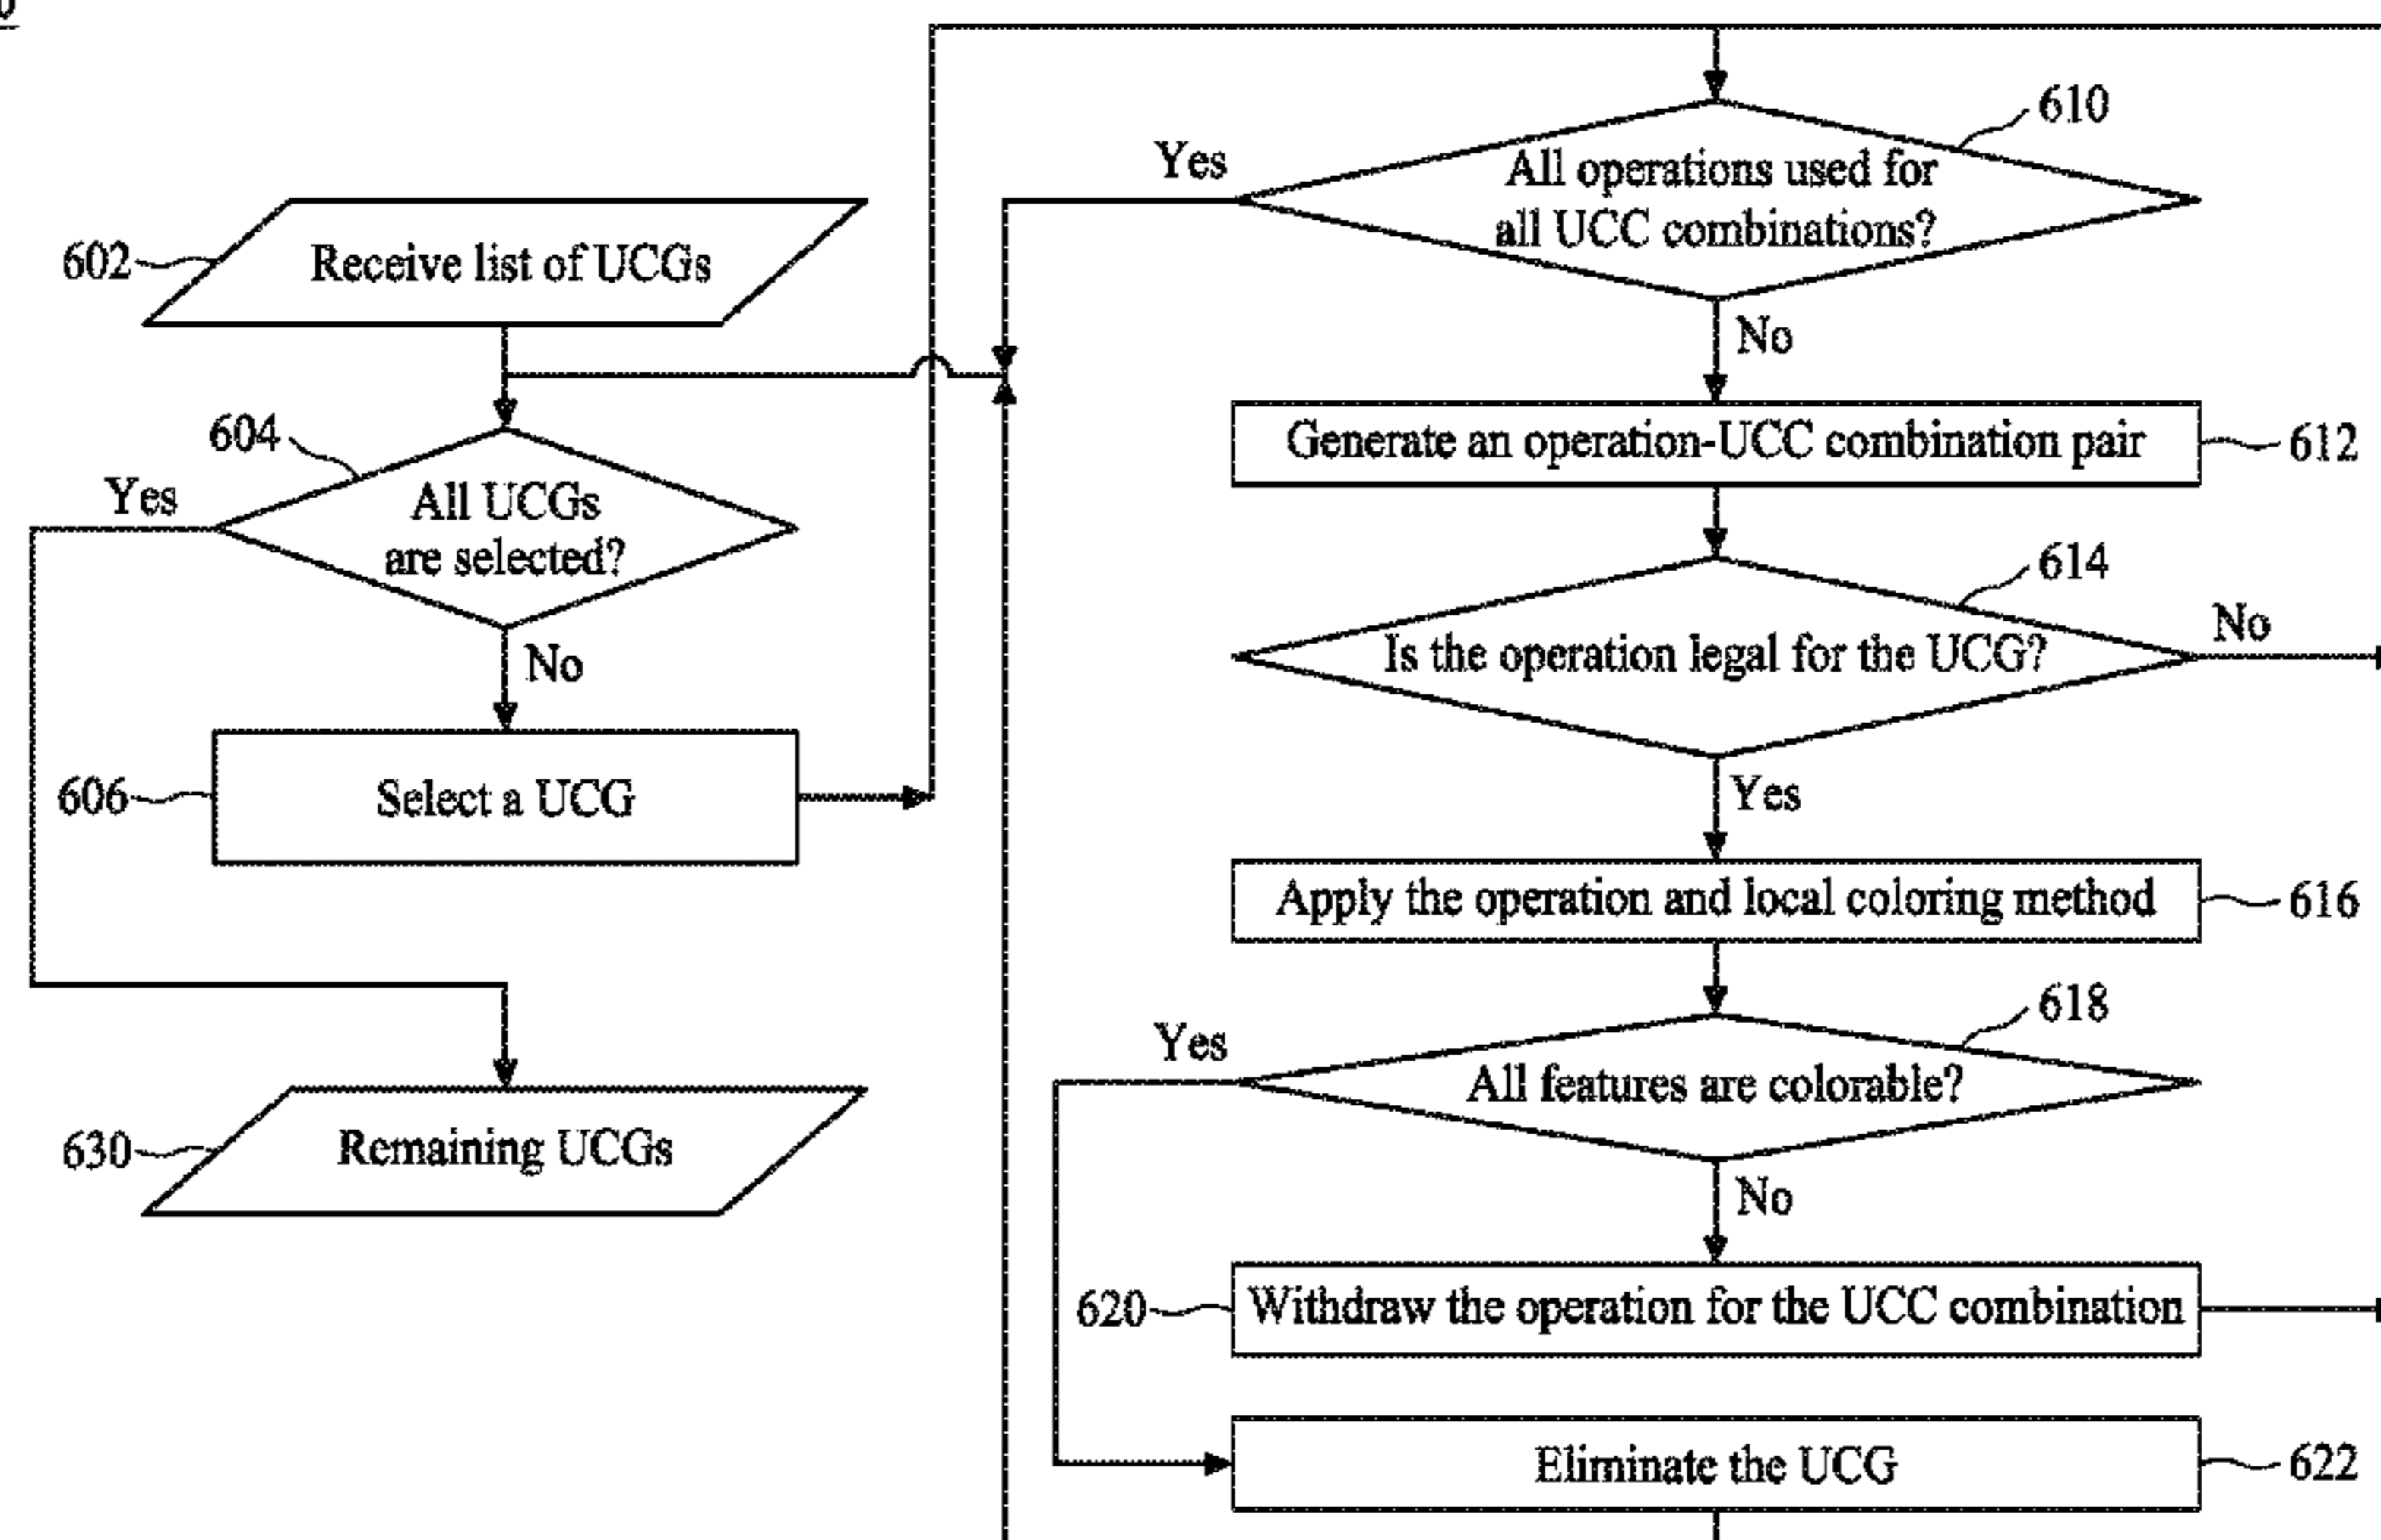 602
Receive list of UCGs
604
Yes
All UCGs
are selected?
No
606
Select a UCG
630
Remaining UCGs
610
Yes
All operations used for
all UCC combinations?
No
Generate an operation-UCC combination pair
612
614
Is the operation legal for the UCG?
No
Yes
Apply the operation and local coloring method
616
618
Yes
All features are colorable?
No
620
Withdraw the operation for the UCC combination
Eliminate the UCG
622